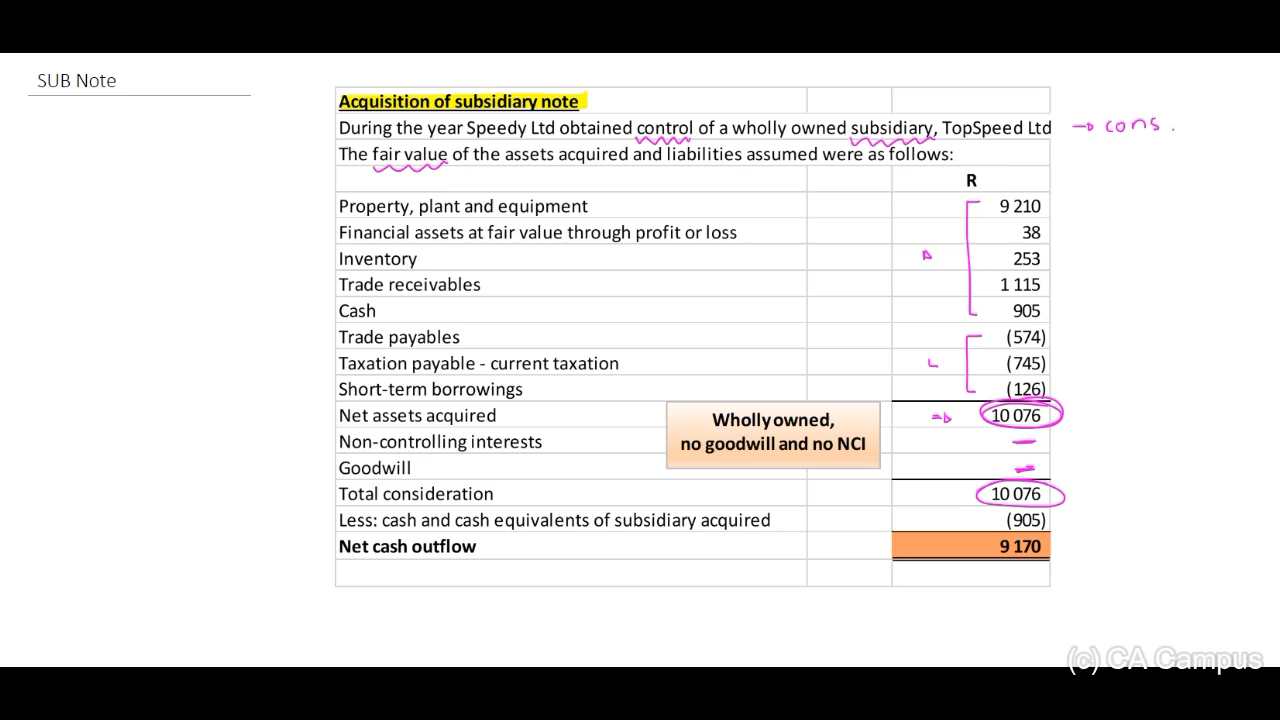 SUB Note
Acquisition of subsidiary note
During the year Speedy Ltd obtained control of a wholly owned subsidiary, TopSpeed Ltd → cons.
The fair value of the assets acquired and liabilities assumed were as follows:
R
Property, plant and equipment 9 210
Financial assets at fair value through profit or loss 38
Inventory 253
Trade receivables 1 115
Cash 905
A
Trade payables (574)
Taxation payable - current taxation (745)
L
Short-term borrowings (126)
Net assets acquired 10 076
Non-controlling interests –
Goodwill –
Wholly owned,
no goodwill and no NCI
Total consideration 10 076
Less: cash and cash equivalents of subsidiary acquired (905)
Net cash outflow 9 170
(c) CA Campus